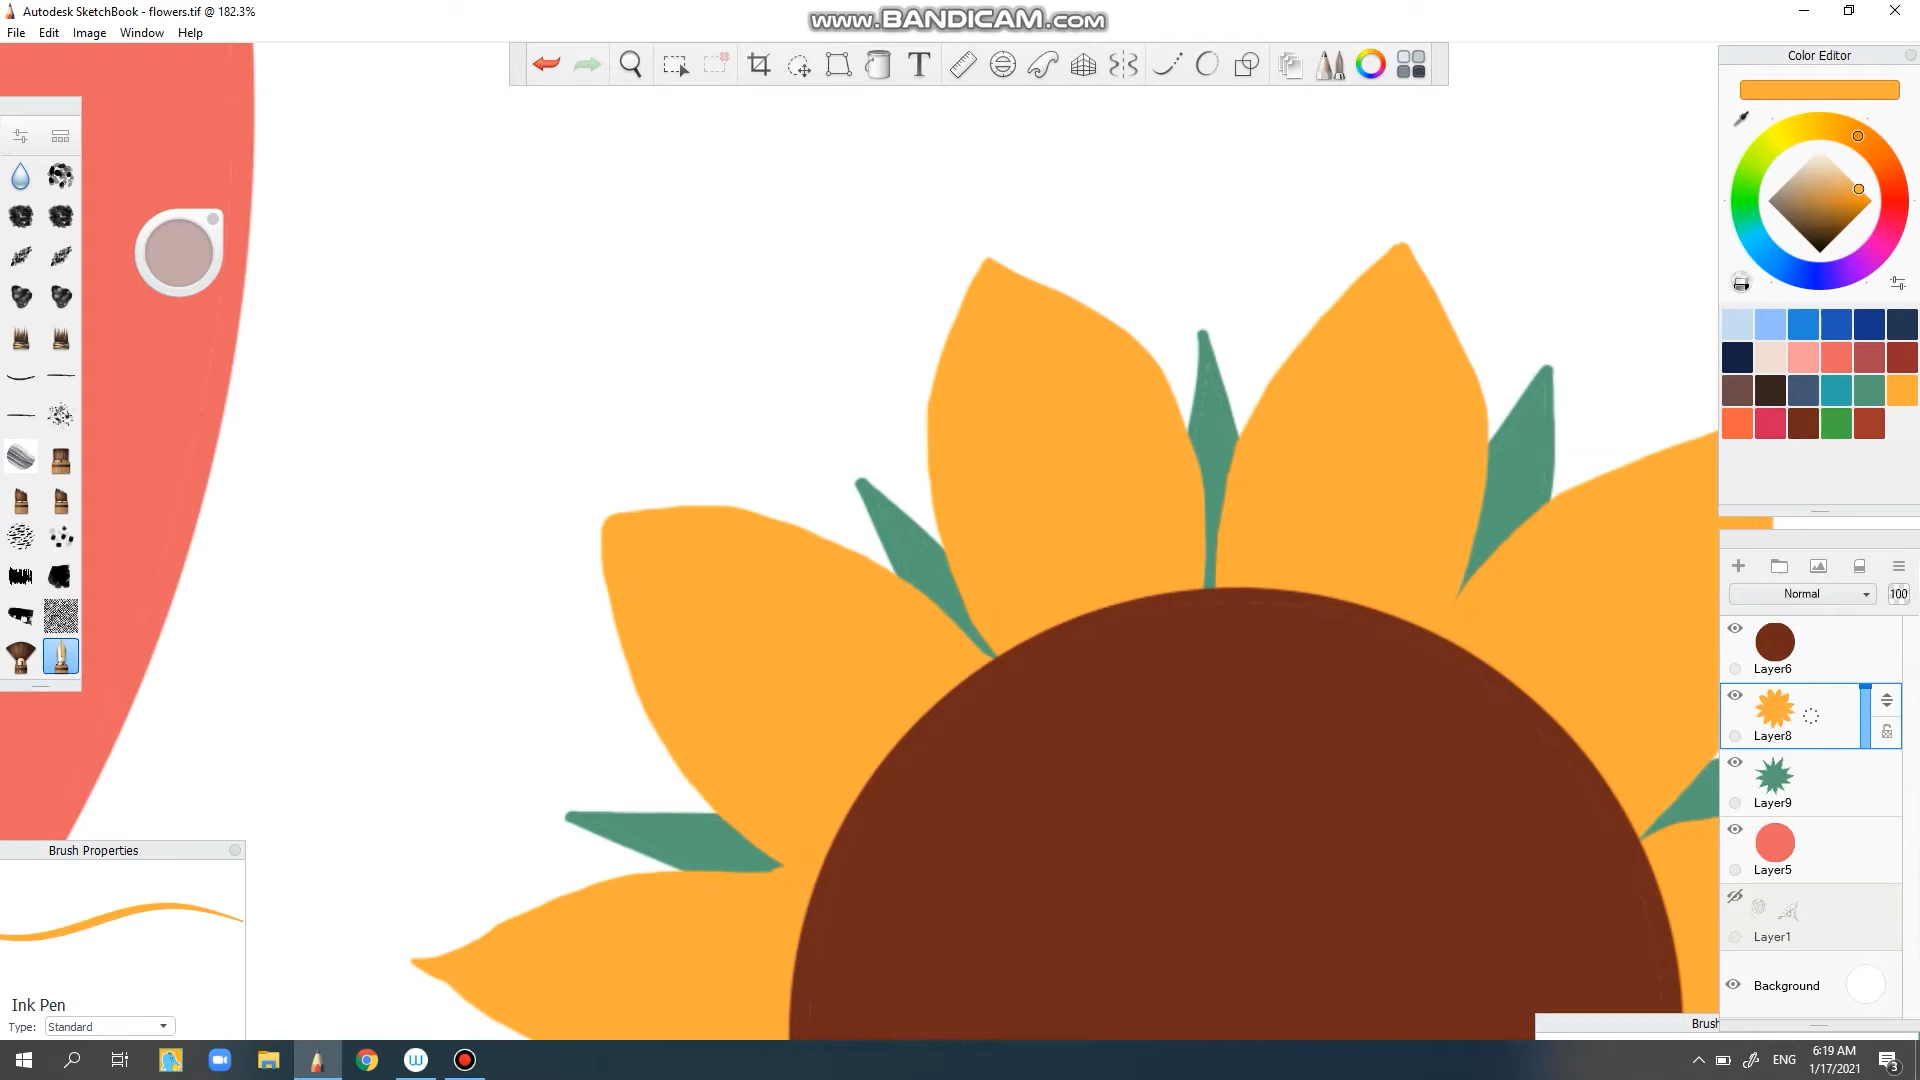 Autodesk SketchBook - flowers.tif @ 182.3%
www.BANDICAM.com
File Edit Image Window Help
T
Color Editor
Normal 100
Layer6
Layer8
Layer9
Layer5
Layer1
Background
Brush Properties
Ink Pen
Type: Standard
Brush
ENG
6:19 AM
1/17/2021
3